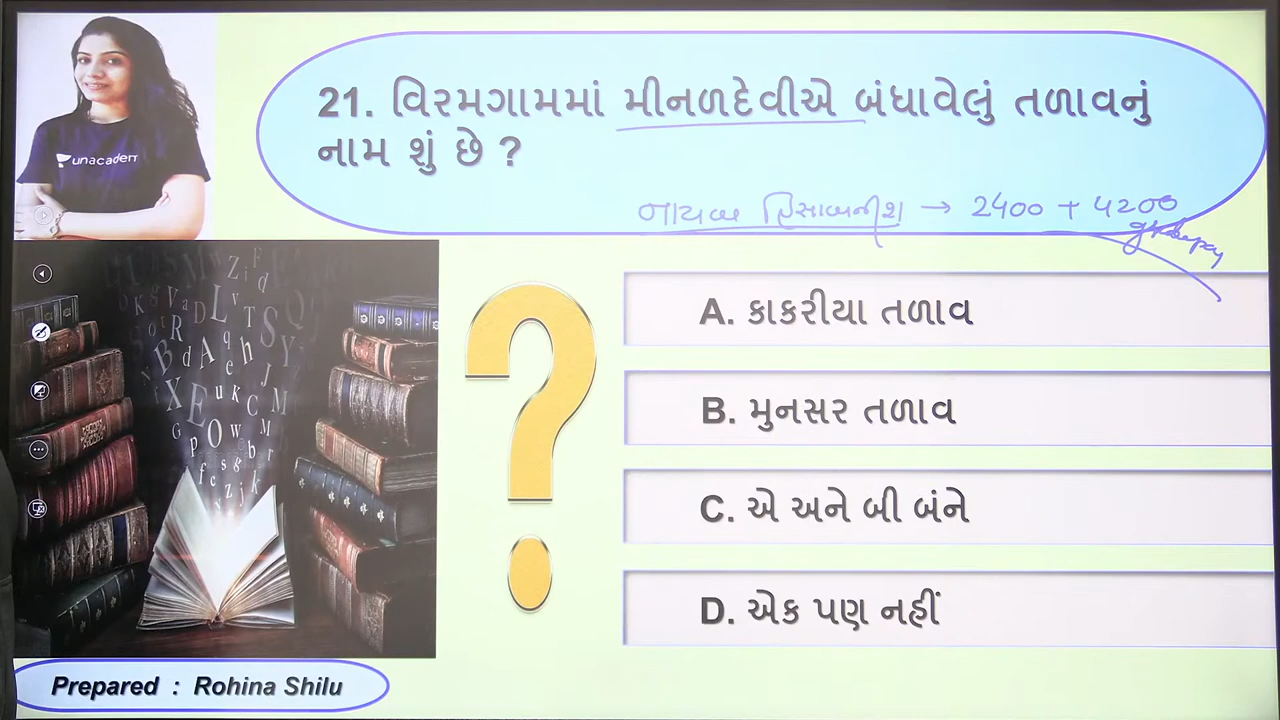 unacadem
21. વિરમગામમાં મીનળદેવીએ બંધાવેલું તળાવનું
નામ શું છે ?
નાયબ હિસાબનીશ → 2400 + 4200
A. કાકરીયા તળાવ
B. મુનસર તળાવ
C. એ અને બી બંને
D. એક પણ નહીં
Prepared : Rohina Shilu